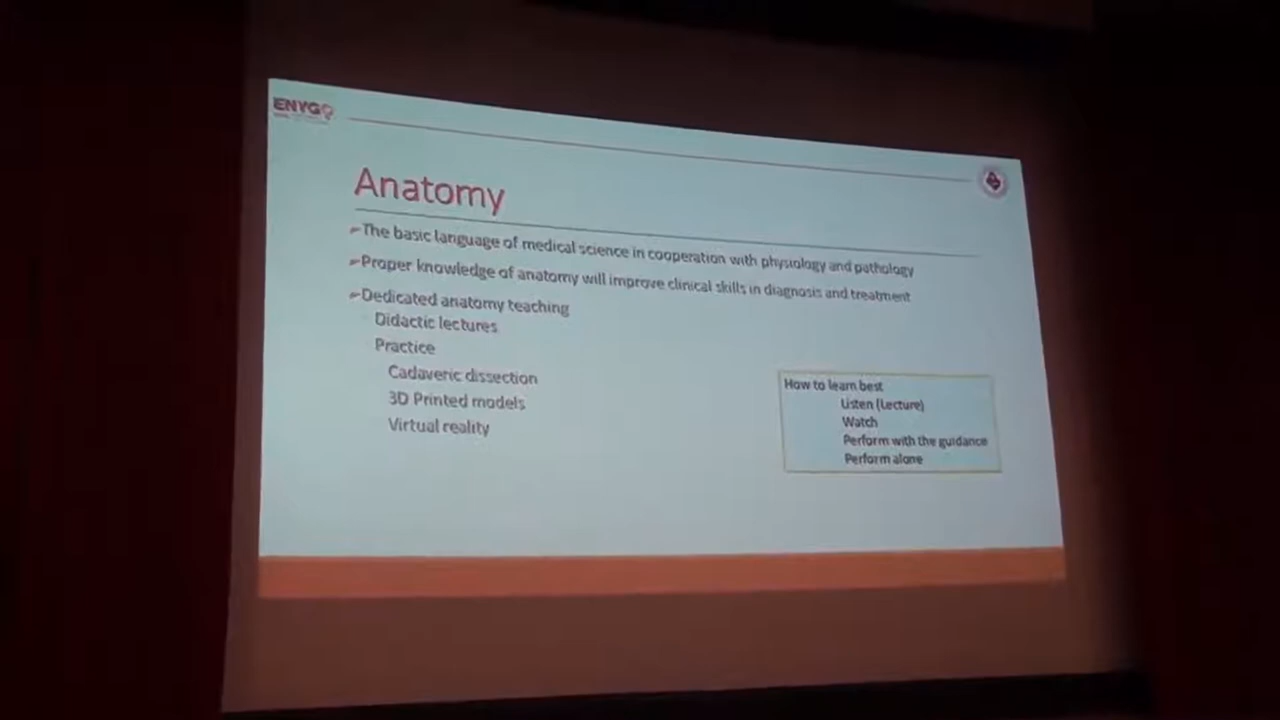 ENYGO
Anatomy
➢The basic language of medical science in cooperation with physiology and pathology
➢Proper knowledge of anatomy will improve clinical skills in diagnosis and treatment
➢Dedicated anatomy teaching
Didactic lectures
Practice
Cadaveric dissection
3D Printed models
Virtual reality
How to learn best
Listen (Lecture)
Watch
Perform with the guidance
Perform alone